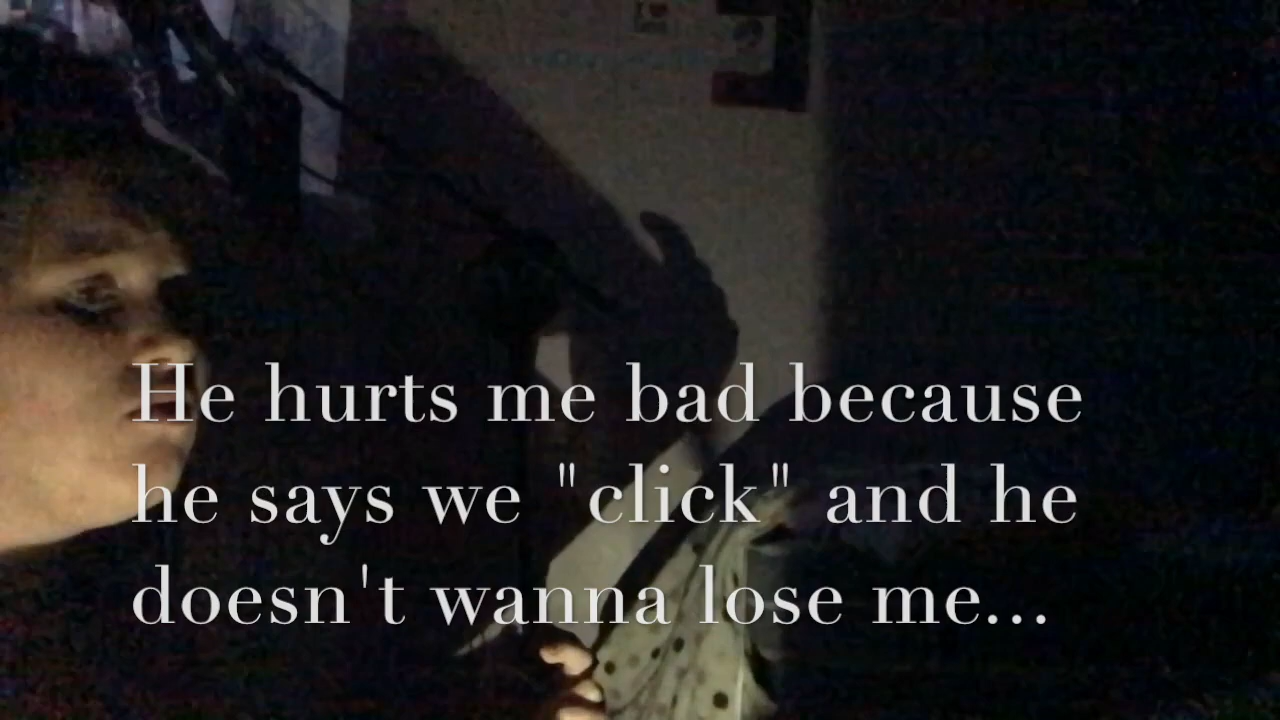 He hurts me bad because
he says we "click" and he
doesn't wanna lose me...